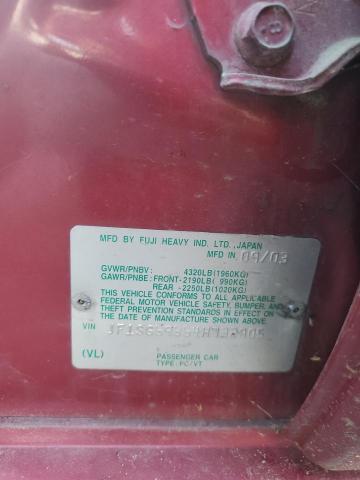 MFD BY FUJI HEAVY IND. LTD.,JAPAN
MFD IN 09/03
GVWR/PNBV: 4320LB(1960KG)
GAWR/PNBE: FRONT-2190LB( 990KG)
REAR -2250LB(1020KG)
THIS VEHICLE CONFORMS TO ALL APPLICABLE
FEDERAL MOTOR VEHICLE SAFETY,
BUMPER, AND
THEFT PREVENTION STANDARDS IN EFFECT
ON THE DATE OF MANUFACTURE SHOWN ABOVE.
VIN
(VL)
PASSENGER CAR
TYPE:PC/VT